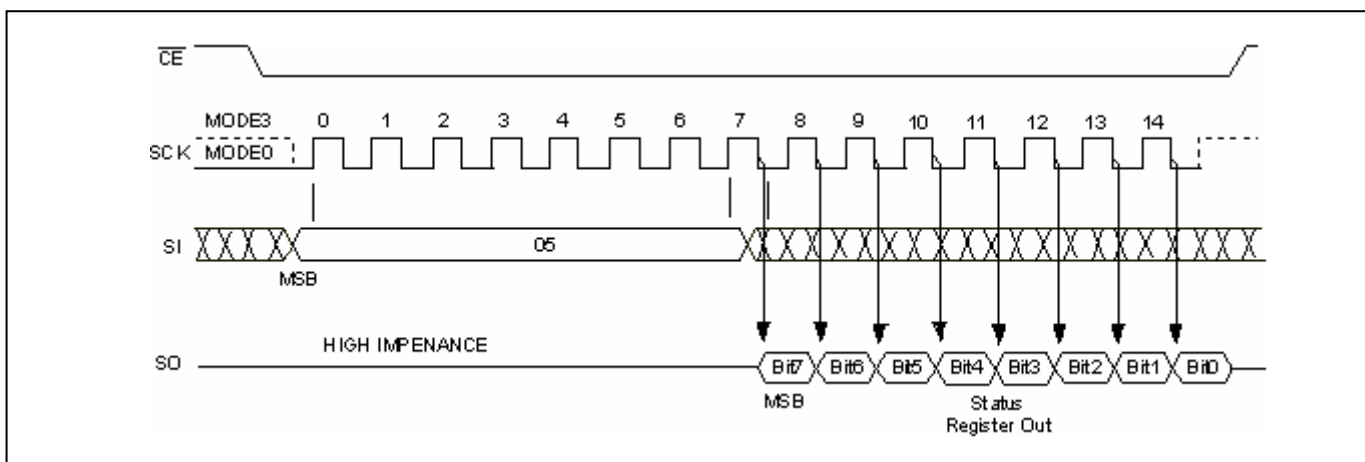 CE
MODE3 0 1 2 3 4 5 6 7 8 9 10 11 12 13 14
SCK MODE0
SI 05
MSB
HIGH IMPENANCE
SO Bit7 Bit6 Bit5 Bit4 Bit3 Bit2 Bit1 Bit0
MSB Status
Register Out